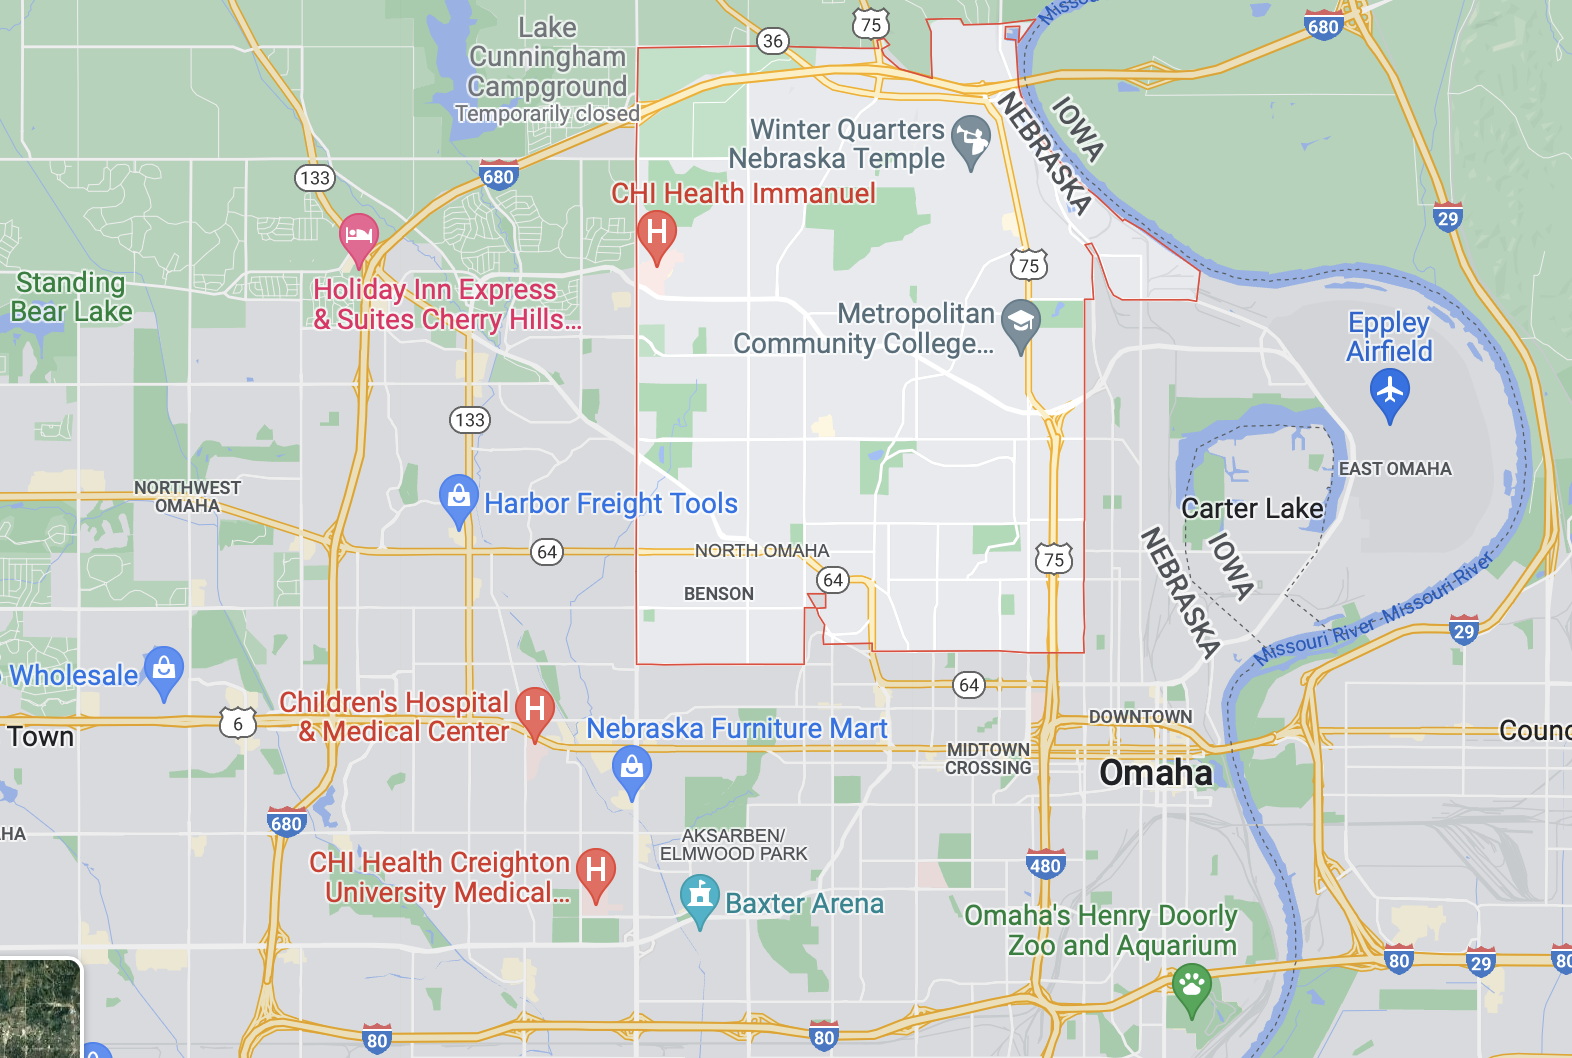 Lake
Cunningham
Campground
Temporarily closed
36
75
680
Missou
IOWA
NEBRASKA
Winter Quarters
Nebraska Temple
133
680
CHI Health Immanuel
29
Standing
Bear Lake
Holiday Inn Express
& Suites Cherry Hills...
75
Metropolitan
Community College...
Eppley
Airfield
133
EAST OMAHA
NORTHWEST
OMAHA
Harbor Freight Tools
Carter Lake
IOWA
NEBRASKA
64
NORTH OMAHA
75
64
BENSON
Missouri River
Missouri River
29
Wholesale
64
Children's Hospital
& Medical Center
6
Town
Nebraska Furniture Mart
DOWNTOWN
MIDTOWN
CROSSING
Omaha
Counc
680
HA
AKSARBEN/
ELMWOOD PARK
CHI Health Creighton
University Medical...
480
Baxter Arena
Omaha's Henry Doorly
Zoo and Aquarium
80
29
80
80
80